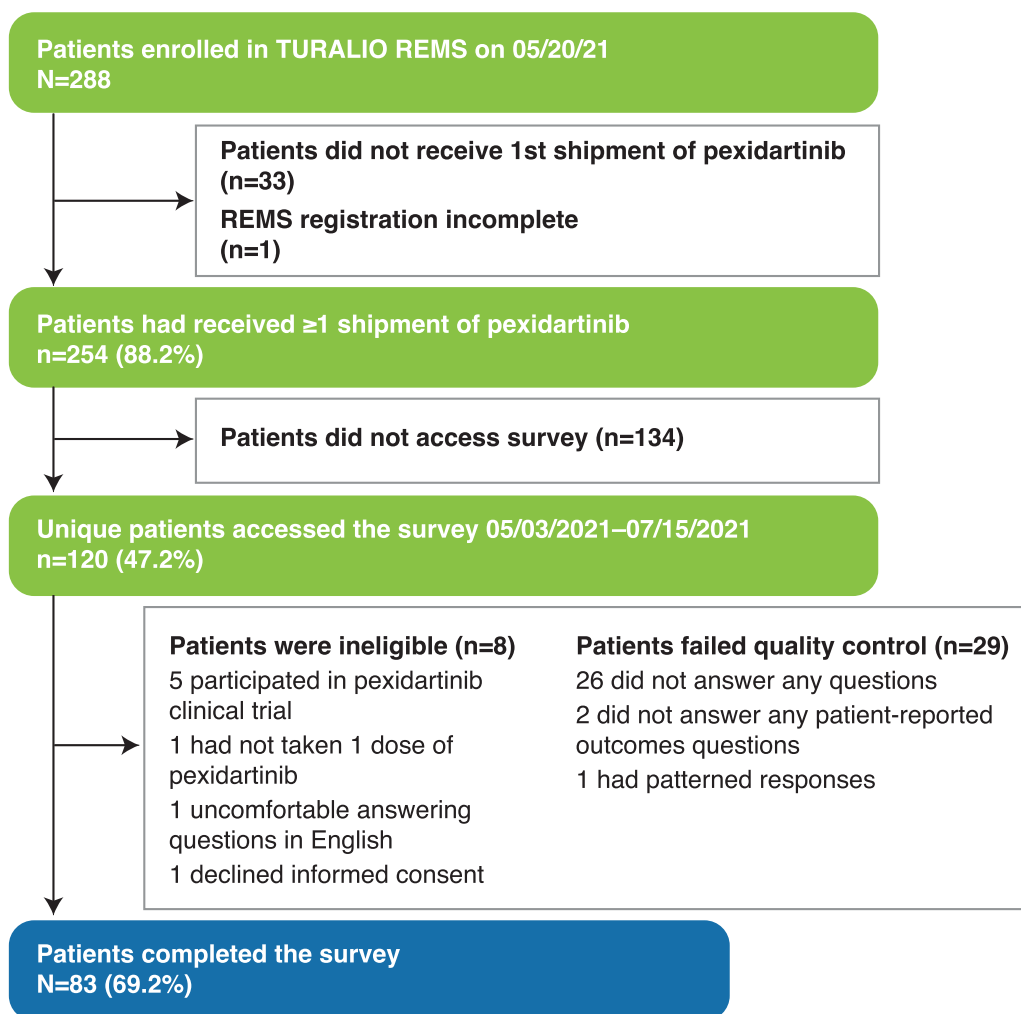 Patients enrolled in TURALIO REMS on 05/20/21
N=288
Patients did not receive 1st shipment of pexidartinib
(n=33)
REMS registration incomplete
(n=1)
Patients had received ≥1 shipment of pexidartinib
n=254 (88.2%)
Patients did not access survey (n=134)
Unique patients accessed the survey 05/03/2021–07/15/2021
n=120 (47.2%)
Patients were ineligible (n=8)
5 participated in pexidartinib
clinical trial
1 had not taken 1 dose of
pexidartinib
1 uncomfortable answering
questions in English
1 declined informed consent
Patients failed quality control (n=29)
26 did not answer any questions
2 did not answer any patient-reported
outcomes questions
1 had patterned responses
Patients completed the survey
N=83 (69.2%)